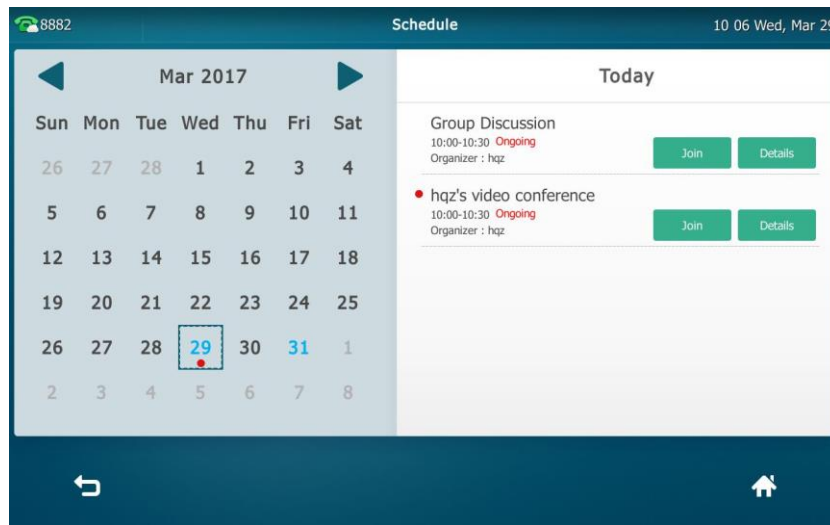 8882 Schedule 10 06 Wed, Mar 29
Mar 2017
Sun Mon Tue Wed Thu Fri Sat
26 27 28 1 2 3 4
5 6 7 8 9 10 11
12 13 14 15 16 17 18
19 20 21 22 23 24 25
26 27 28 29 30 31 1
2 3 4 5 6 7 8
Today
Group Discussion
10:00-10:30 Ongoing
Organizer : hqz
Join Details
hqz's video conference
10:00-10:30 Ongoing
Organizer : hqz
Join Details